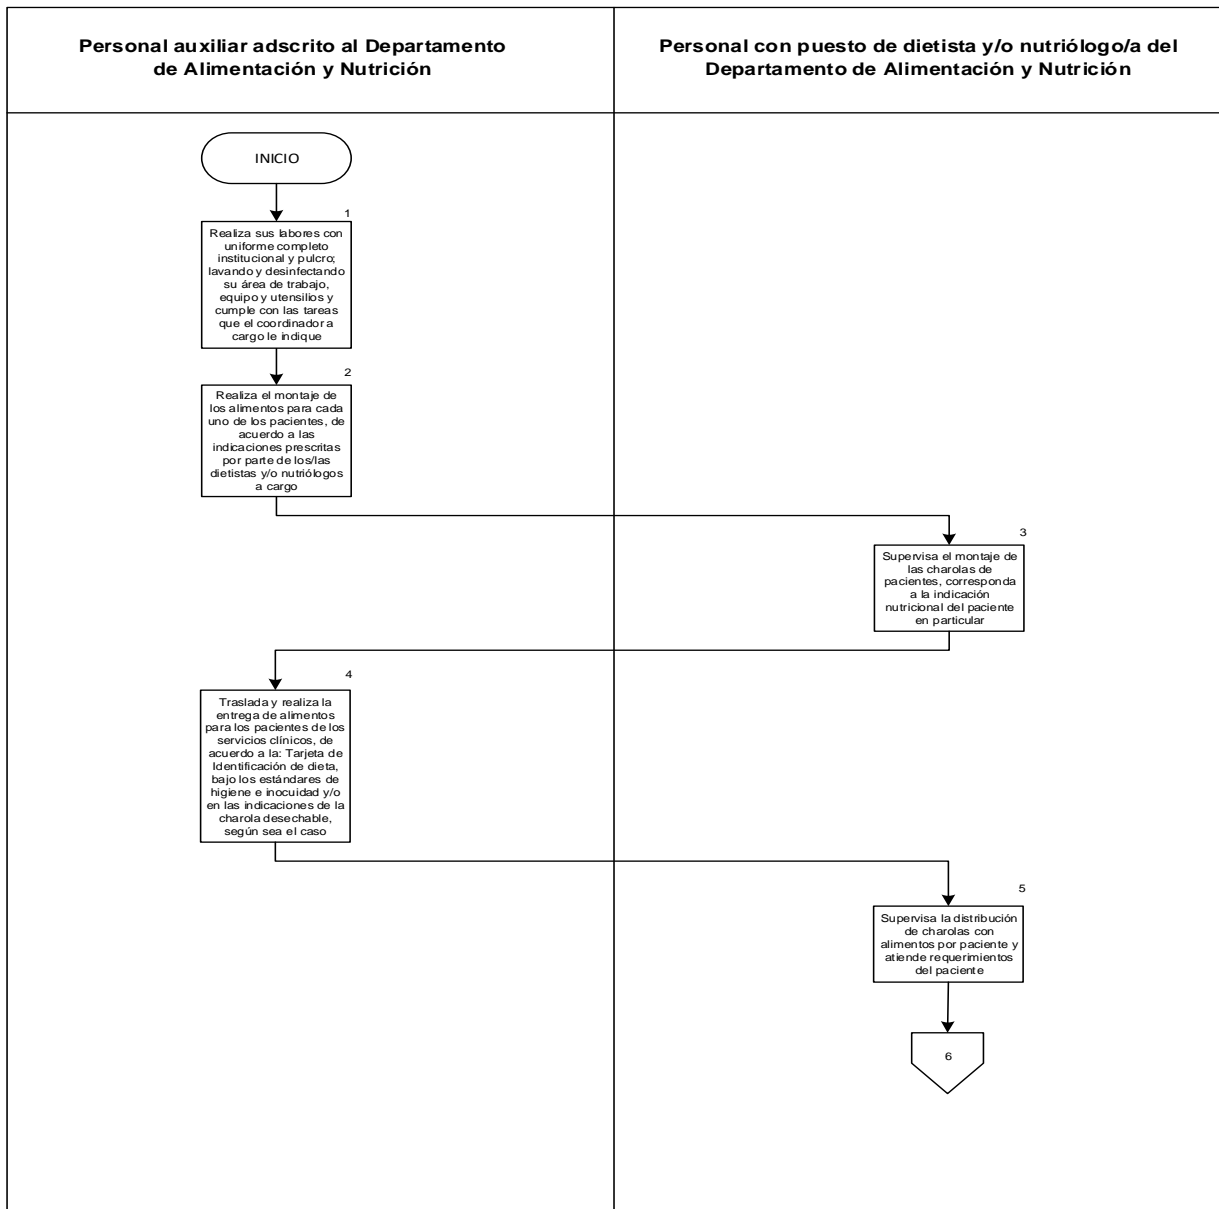 Personal auxiliar adscrito al Departamento
de Alimentación y Nutrición
Personal con puesto de dietista y/o nutriólogo/a del
Departamento de Alimentación y Nutrición
INICIO
1
Realiza sus labores con
uniforme completo
institucional y pulcro;
lavando y desinfectando
su área de trabajo,
equipo y utensilios y
cumple con las tareas
que el coordinador a
cargo le indique
2
Realiza el montaje de
los alimentos para cada
uno de los pacientes, de
acuerdo a las
indicaciones prescritas
por parte de los/las
dietistas y/o nutriólogos
a cargo
3
Supervisa el montaje de
las charolas de
pacientes, corresponda
a la indicación
nutricional del paciente
en particular
4
Traslada y realiza la
entrega de alimentos
para los pacientes de los
servicios clínicos, de
acuerdo a la: Tarjeta de
Identificación de dieta,
bajo los estándares de
higiene e inocuidad y/o
en las indicaciones de la
charola desechable,
según sea el caso
5
Supervisa la distribución
de charolas con
alimentos por paciente y
atiende requerimientos
del paciente
6